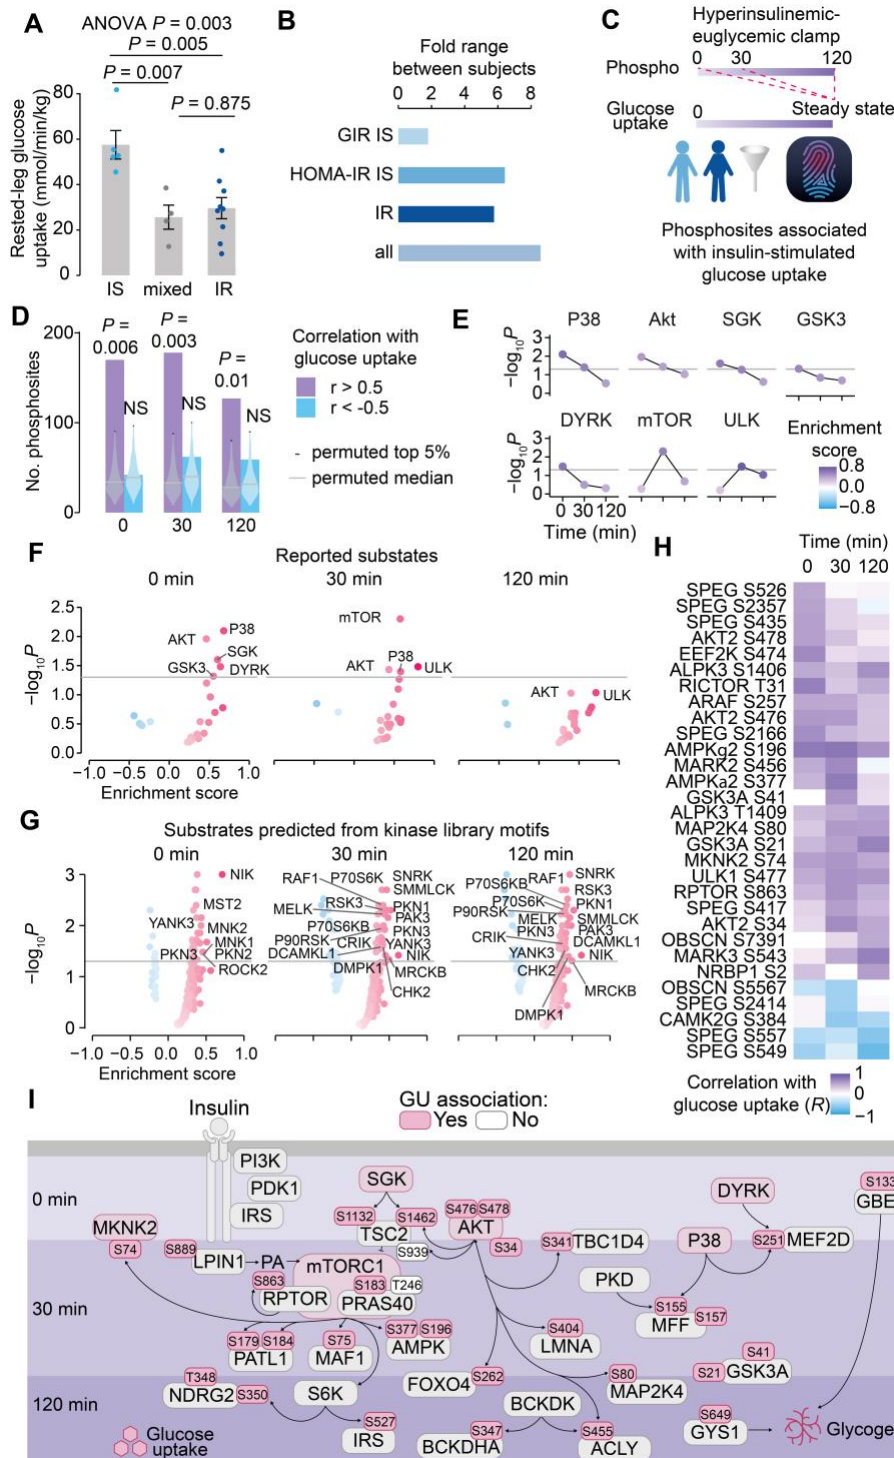 A
ANOVA P = 0.003
P = 0.005
P = 0.007
P = 0.875
Rested-leg glucose
uptake (mmol/min/kg)
80
60
40
20
0
IS mixed IR
B
Fold range
between subjects
0 2 4 6 8
GIR IS
HOMA-IR IS
IR
all
C
Hyperinsulinemic-
euglycemic clamp
0 30 120
Phospho
Glucose
uptake
0 Steady state
Phosphosites associated
with insulin-stimulated
glucose uptake
D
No. phosphosites
200
100
0
P =
0.006
P =
0.003
P =
0.01
NS
NS
NS
0 30 120
Correlation with
glucose uptake
r > 0.5
r < -0.5
permuted top 5%
permuted median
E
P38 Akt SGK GSK3
−log10P
3
2
1
0
DYRK mTOR ULK
−log10P
3
2
1
0
0 30 120
Time (min)
Enrichment
score
0.8
0.0
−0.8
F
Reported substates
0 min 30 min 120 min
−log10P
2.5
2.0
1.5
1.0
0.5
0.0
AKT
P38
SGK
GSK3
DYRK
mTOR
AKT
P38
ULK
AKT
ULK
−1.0 −0.5 0.0 0.5 1.0
Enrichment score
G
Substrates predicted from kinase library motifs
0 min 30 min 120 min
−log10P
3
2
1
0
NIK
MST2
YANK3
MNK2
MNK1
PKN3
PKN2
ROCK2
P70S6K
SNRK
RAF1
SMMLCK
RSK3
PKN1
MELK
PAK3
P70S6KB
PKN3
P90RSK
CRIK
YANK3
DCAMKL1
NIK
DMPK1
MRCKB
CHK2
RAF1
SNRK
P70S6KB
RSK3
P70S6K
PKN1
P90RSK
MELK
SMMLCK
PKN3
PAK3
CRIK
DCAMKL1
YANK3
NIK
CHK2
MRCKB
DMPK1
−1.0 −0.5 0.0 0.5 1.0
Enrichment score
H
Time (min)
0 30 120
SPEG S526
SPEG S2357
SPEG S435
AKT2 S478
EEF2K S474
ALPK3 S1406
RICTOR T31
ARAF S257
AKT2 S476
SPEG S2166
AMPKg2 S196
MARK2 S456
AMPKa2 S377
GSK3A S41
ALPK3 T1409
MAP2K4 S80
GSK3A S21
MKNK2 S74
ULK1 S477
RPTOR S863
SPEG S417
AKT2 S34
OBSCN S7391
MARK3 S543
NRBP1 S2
OBSCN S5567
SPEG S2414
CAMK2G S384
SPEG S557
SPEG S549
Correlation with
glucose uptake (R)
1
0
−1
I
GU association:
Yes No
Insulin
PI3K
PDK1
IRS
0 min
SGK
S1132 S1462
TSC2
S939
S476 S478
AKT
S34
DYRK
S133
GBE
MKNK2
S74
S889
LPIN1
PA
mTORC1
S863
RPTOR
S183
T246
PRAS40
S341
TBC1D4
P38
S251
MEF2D
30 min
PKD
S155
S157
MFF
S179 S184
PATL1
S75
MAF1
S377 S196
AMPK
S404
LMNA
S41
S21
GSK3A
120 min
T348
NDRG2
S350
S6K
FOXO4
S262
S80
MAP2K4
BCKDK
S527
IRS
S347
BCKDHA
S455
ACLY
S649
GYS1
Glycoge
Glucose
uptake